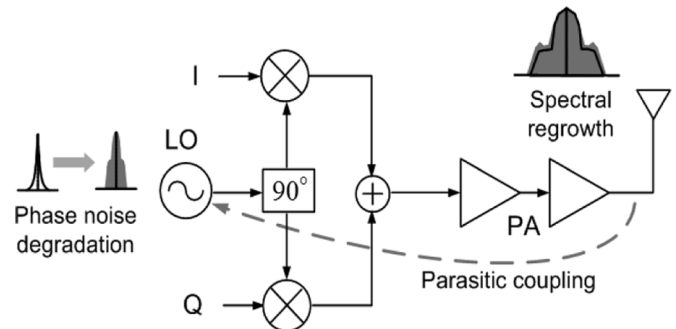 I
Spectral
regrowth
LO
90°
+
PA
Phase noise
degradation
Parasitic coupling
Q